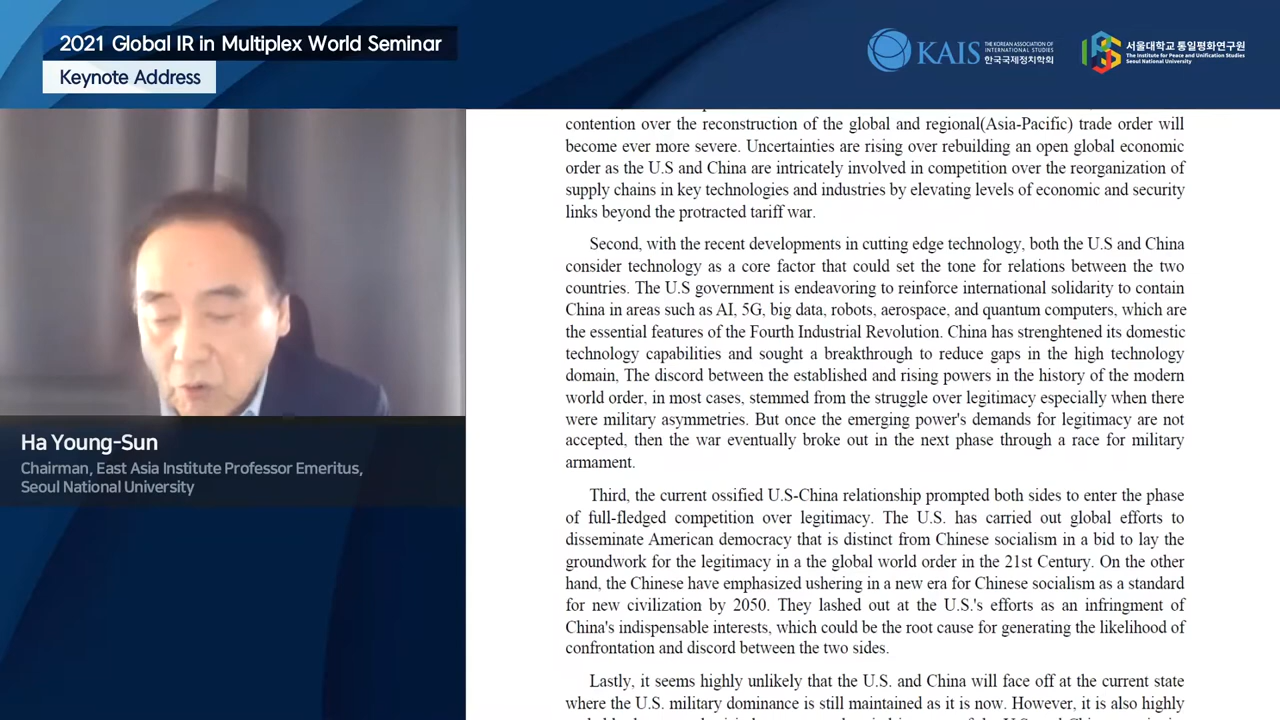 2021 Global IR in Multiplex World Seminar
Keynote Address
KAIS
THE KOREAN ASSOCIATION OF
INTERNATIONAL STUDIES
한국국제정치학회
서울대학교 통일평화연구원
The Institute for Peace and Unification Studies
Seoul National University
Ha Young-Sun
Chairman, East Asia Institute Professor Emeritus,
Seoul National University
contention over the reconstruction of the global and regional(Asia-Pacific) trade order will
become ever more severe. Uncertainties are rising over rebuilding an open global economic
order as the U.S and China are intricately involved in competition over the reorganization of
supply chains in key technologies and industries by elevating levels of economic and security
links beyond the protracted tariff war.
Second, with the recent developments in cutting edge technology, both the U.S and China
consider technology as a core factor that could set the tone for relations between the two
countries. The U.S government is endeavoring to reinforce international solidarity to contain
China in areas such as AI, 5G, big data, robots, aerospace, and quantum computers, which are
the essential features of the Fourth Industrial Revolution. China has strenghtened its domestic
technology capabilities and sought a breakthrough to reduce gaps in the high technology
domain, The discord between the established and rising powers in the history of the modern
world order, in most cases, stemmed from the struggle over legitimacy especially when there
were military asymmetries. But once the emerging power's demands for legitimacy are not
accepted, then the war eventually broke out in the next phase through a race for military
armament.
Third, the current ossified U.S-China relationship prompted both sides to enter the phase
of full-fledged competition over legitimacy. The U.S. has carried out global efforts to
disseminate American democracy that is distinct from Chinese socialism in a bid to lay the
groundwork for the legitimacy in a the global world order in the 21st Century. On the other
hand, the Chinese have emphasized ushering in a new era for Chinese socialism as a standard
for new civilization by 2050. They lashed out at the U.S.'s efforts as an infringment of
China's indispensable interests, which could be the root cause for generating the likelihood of
confrontation and discord between the two sides.
Lastly, it seems highly unlikely that the U.S. and China will face off at the current state
where the U.S. military dominance is still maintained as it is now. However, it is also highly